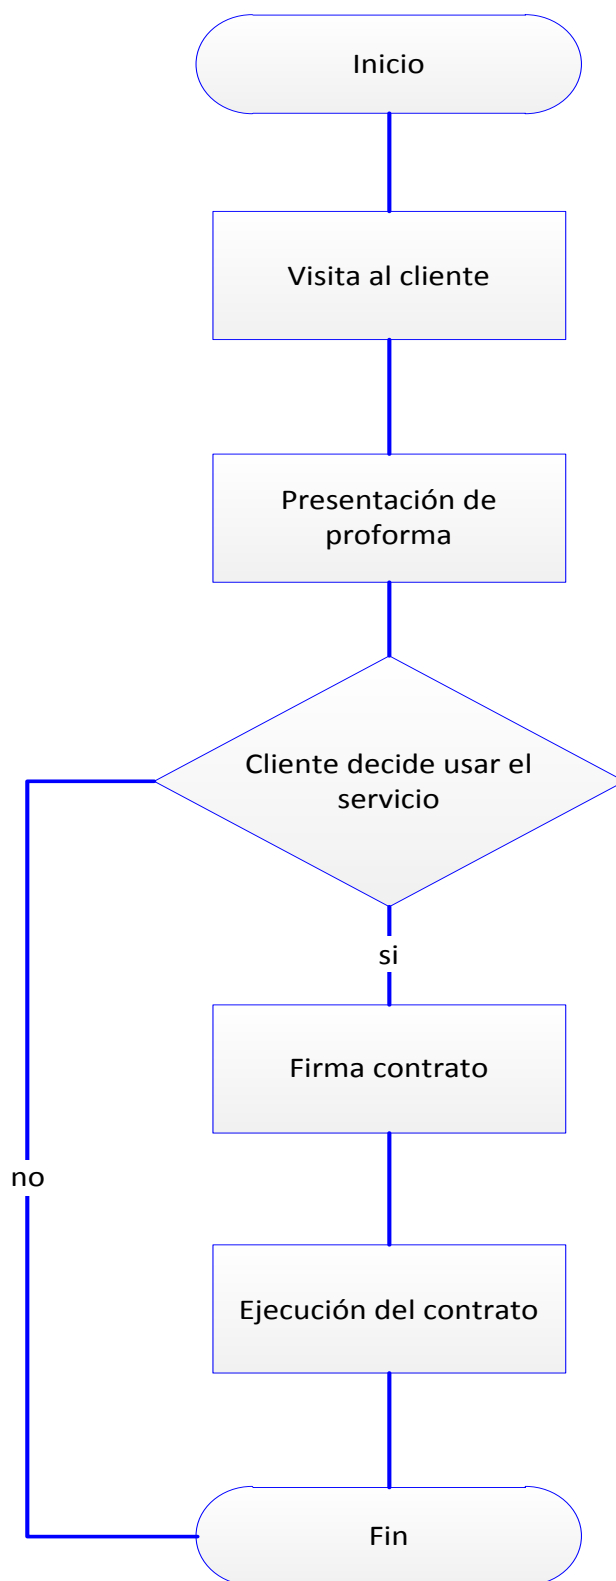 Inicio
Visita al cliente
Presentación de
proforma
Cliente decide usar el
servicio
si
Firma contrato
no
Ejecución del contrato
Fin